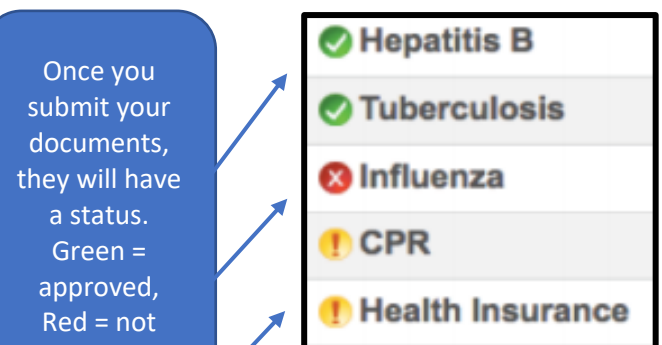 Once you
submit your
documents,
they will have
a status.
Green =
approved,
Red = not
Hepatitis B
Tuberculosis
Influenza
CPR
Health Insurance